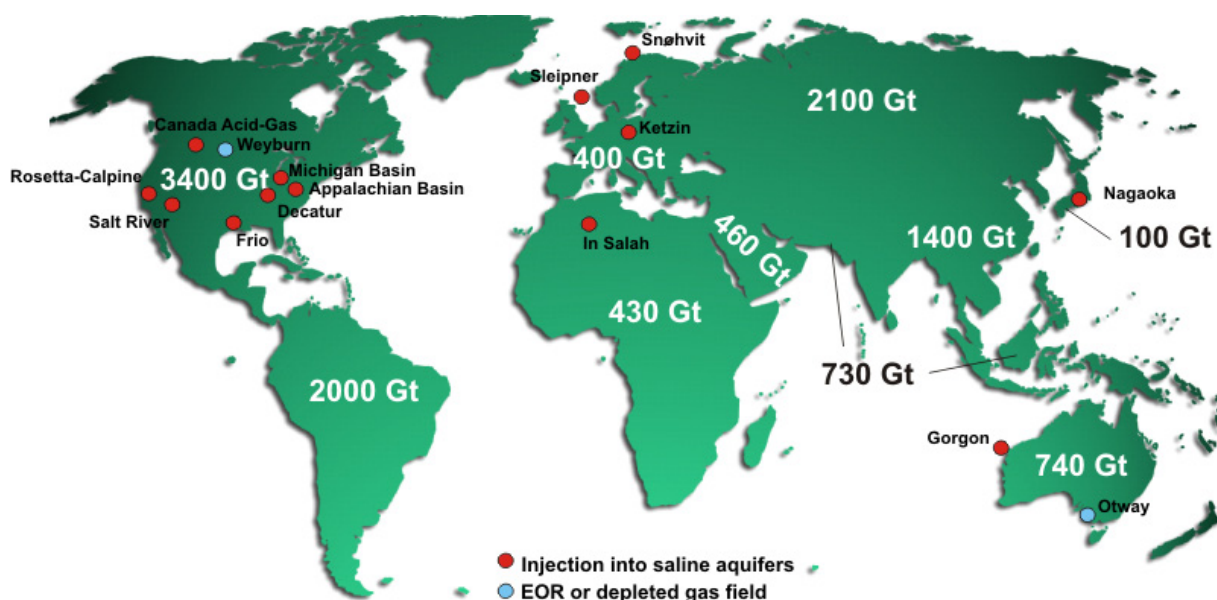 Snøhvit
Sleipner
2100 Gt
Canada Acid-Gas
Weyburn
Ketzin
400 Gt
Michigan Basin
Rosetta-Calpine
3400 Gt
Appalachian Basin
Nagaoka
Salt River
Decatur
Frio
In Salah
460 Gt
1400 Gt
100 Gt
430 Gt
730 Gt
2000 Gt
Gorgon
740 Gt
Otway
Injection into saline aquifers
EOR or depleted gas field